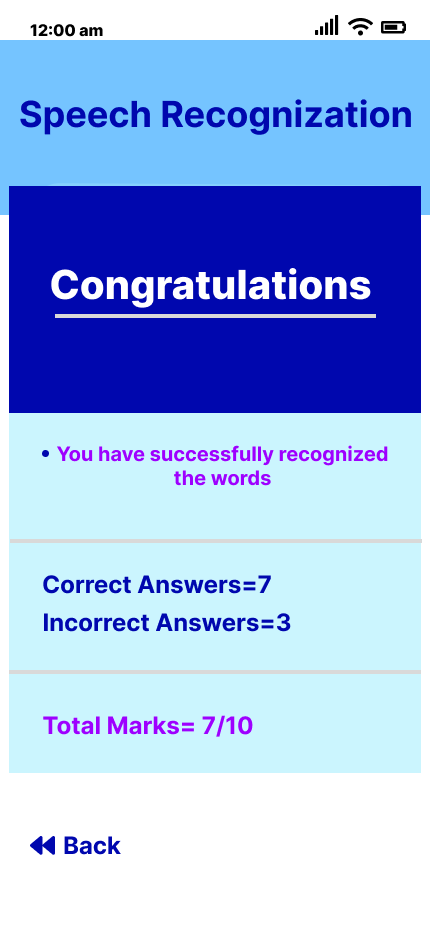 12:00 am
Speech Recognization
Congratulations
• You have successfully recognized
the words
Correct Answers=7
Incorrect Answers=3
Total Marks= 7/10
Back